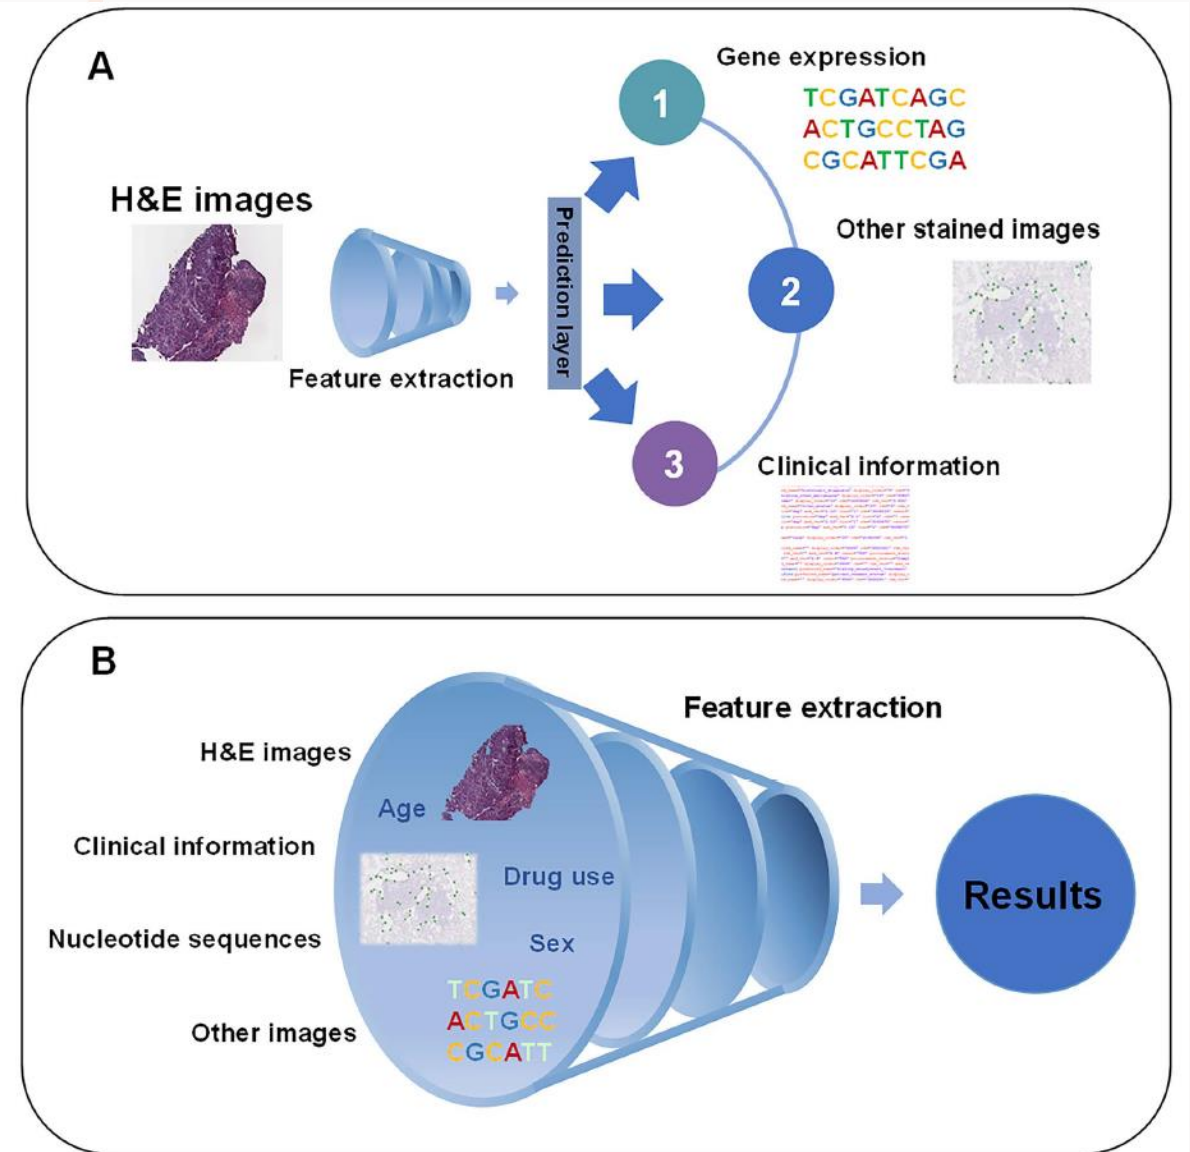 A
Gene expression
1
TCGATCAGC
ACTGCCTAG
CGCATTCGA
H&E images
Prediction layer
Other stained images
2
Feature extraction
3
Clinical information
B
Feature extraction
H&E images
Age
Clinical information
Drug use
Results
Nucleotide sequences
Sex
TCGATC
ACTGCC
CGCATT
Other images